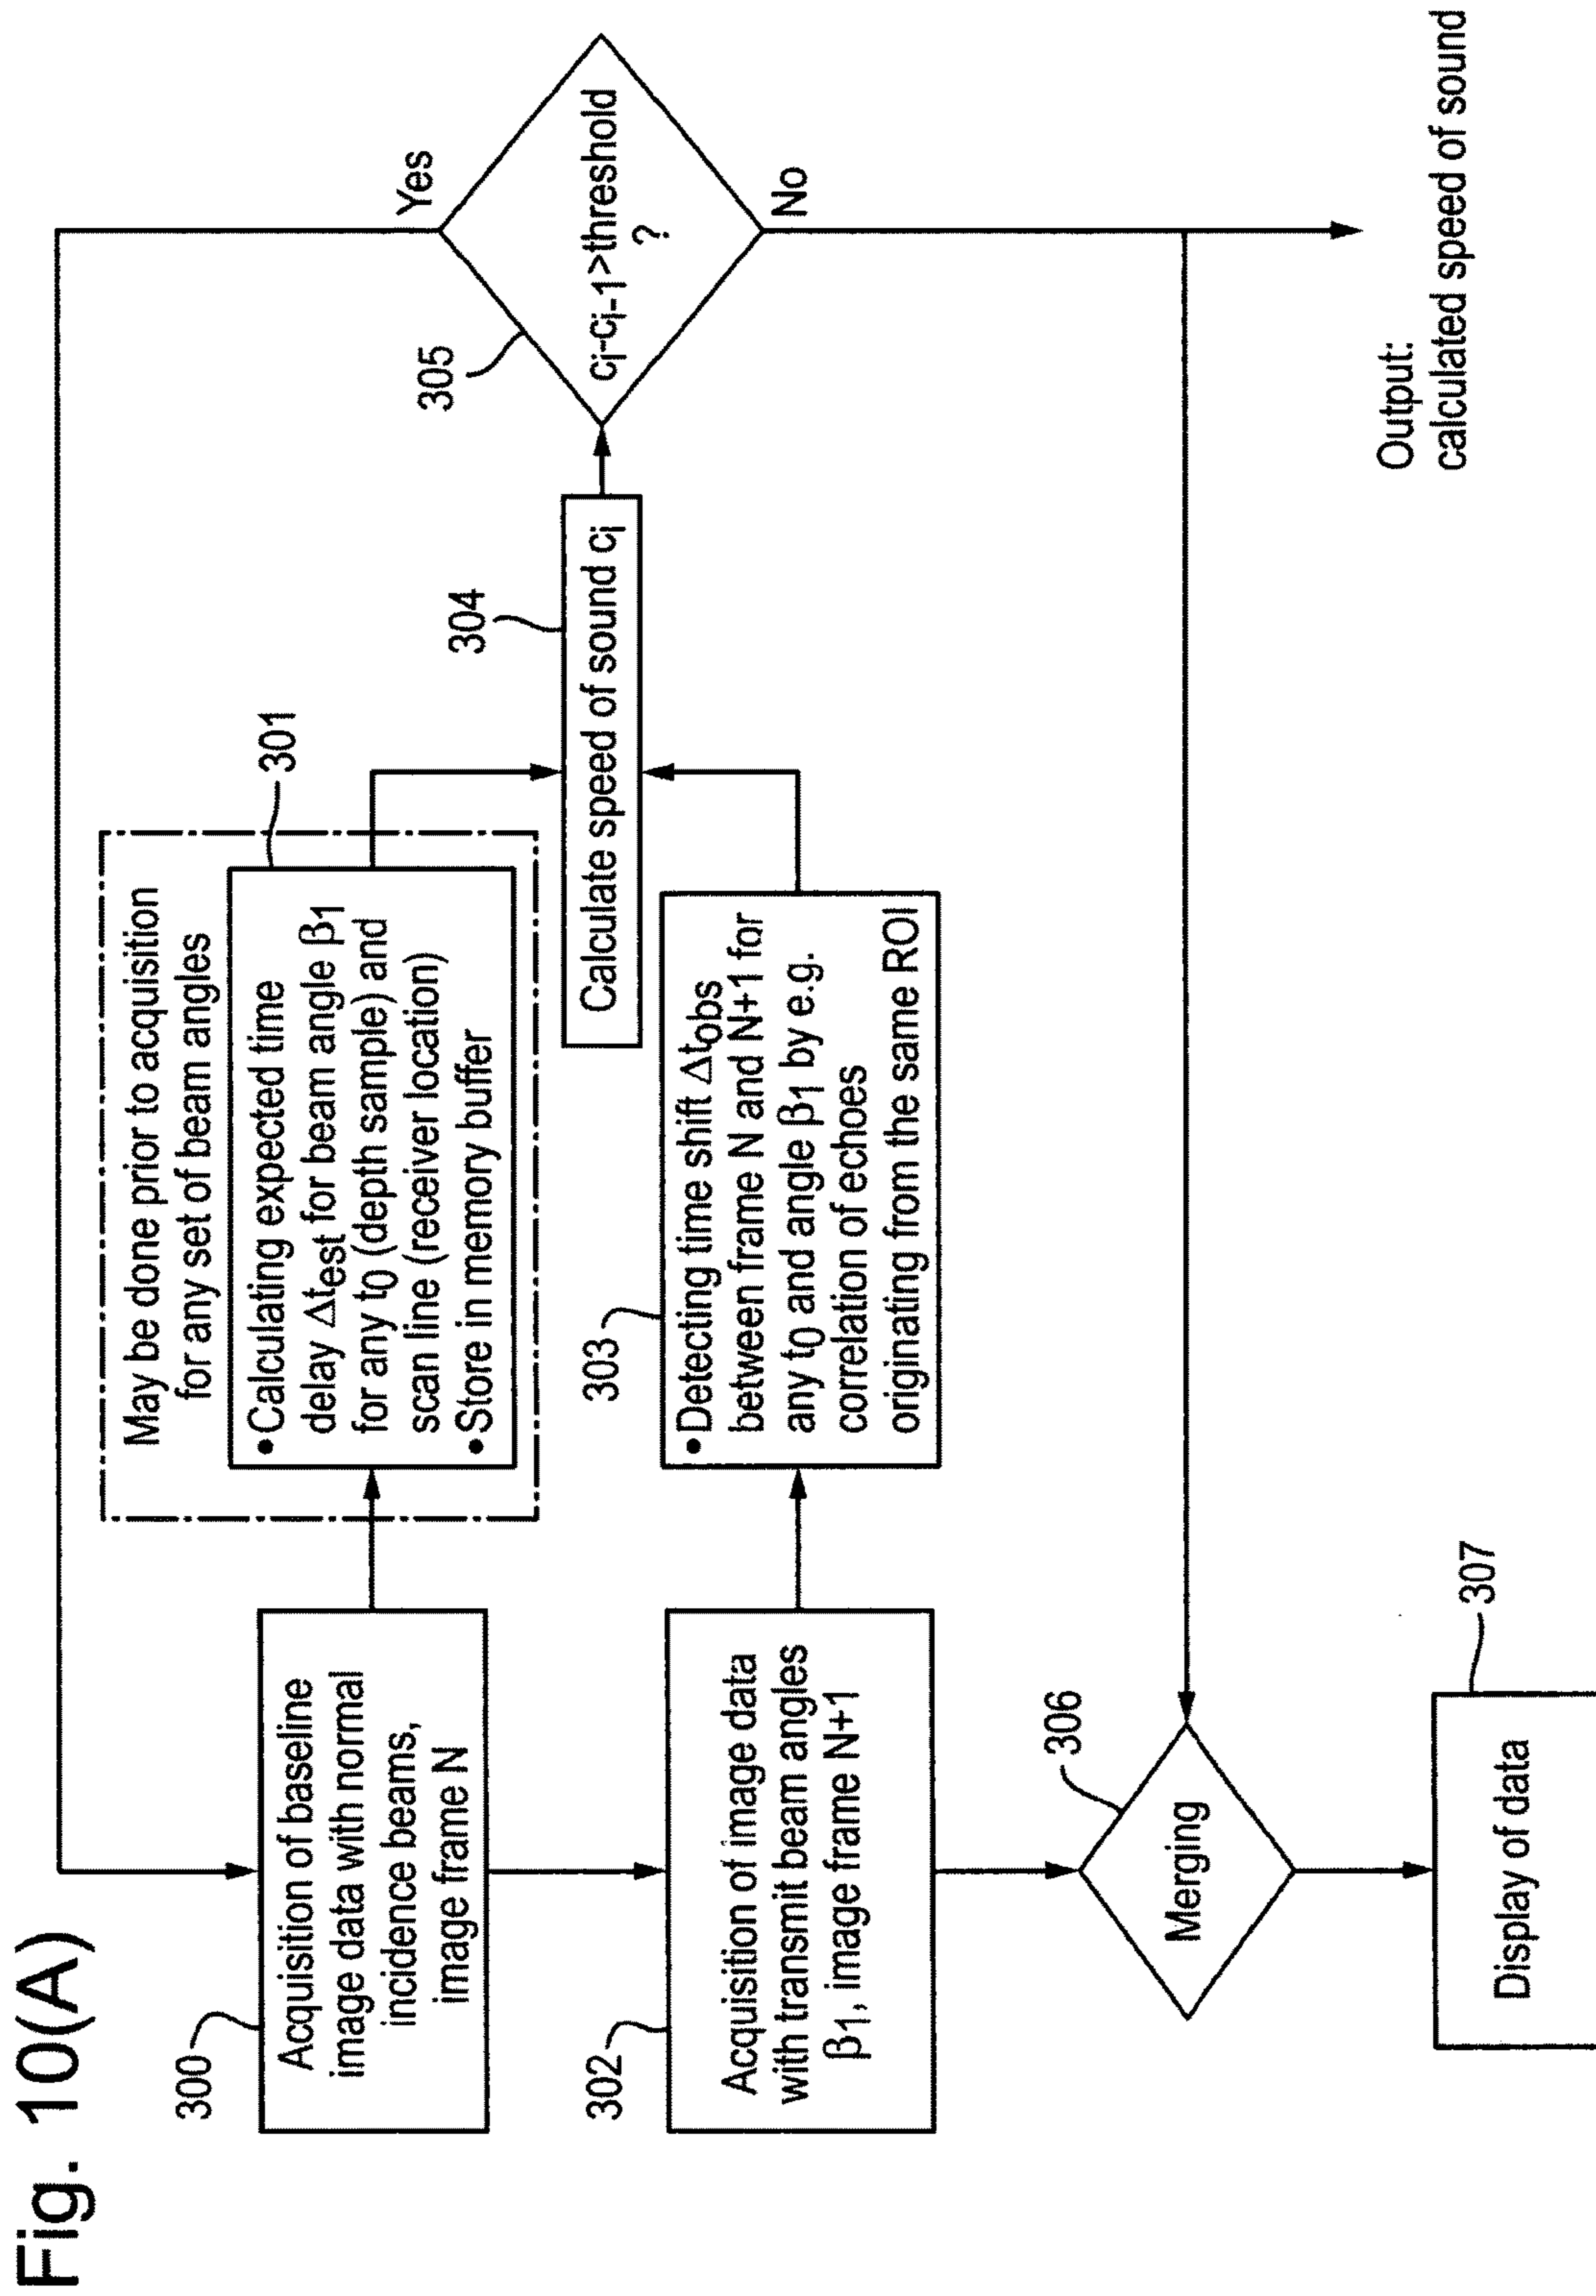 Fig. 10(A)
300
Acquisition of baseline
image data with normal
incidence beams,
image frame N
May be done prior to acquisition
for any set of beam angles
301
•Calculating expected time
delay Δtest for beam angle β1
for any t0 (depth sample) and
scan line (receiver location)
•Store in memory buffer
302
Acquisition of image data
with transmit beam angles
β1, image frame N+1
303
•Detecting time shift Δtobs
between frame N and N+1 for
any t0 and angle β1 by e.g.
correlation of echoes
originating from the same ROI
304
Calculate speed of sound ci
305
ci-ci-1>threshold
?
Yes
No
306
Merging
307
Display of data
Output:
calculated speed of sound